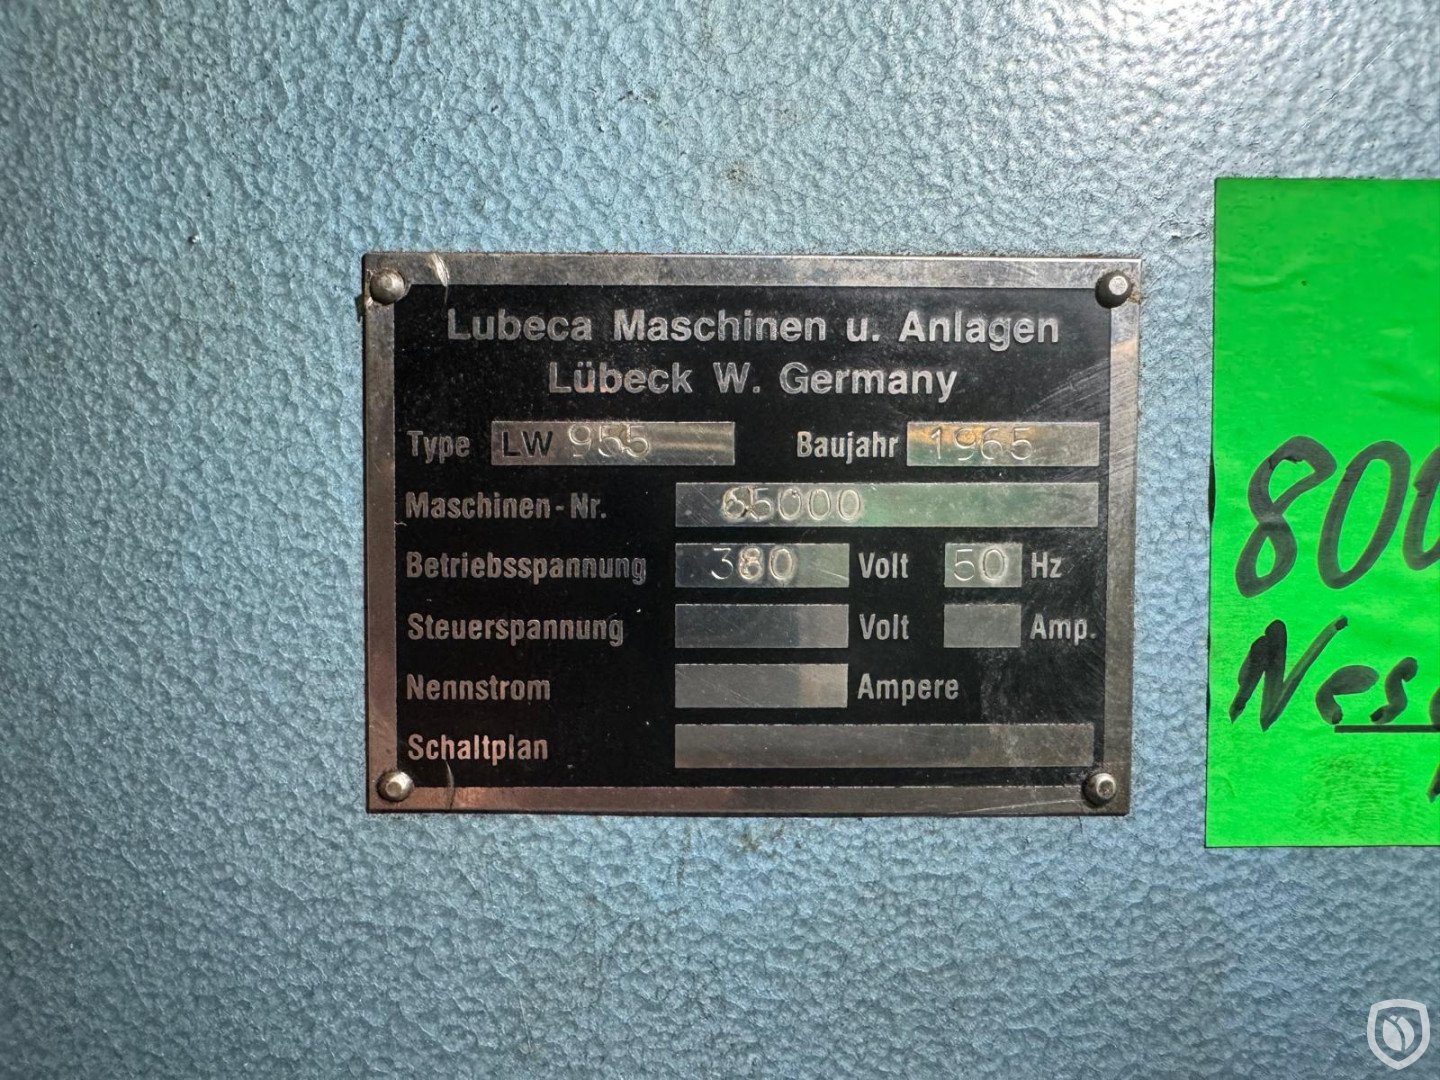 Lubeca Maschinen u. Anlagen
Lübeck W. Germany
Type LW 955 Baujahr 1965
Maschinen-Nr. 65000
Betriebsspannung 380 Volt 50 Hz
Steuerspannung Volt Amp.
Nennstrom Ampere
Schaltplan